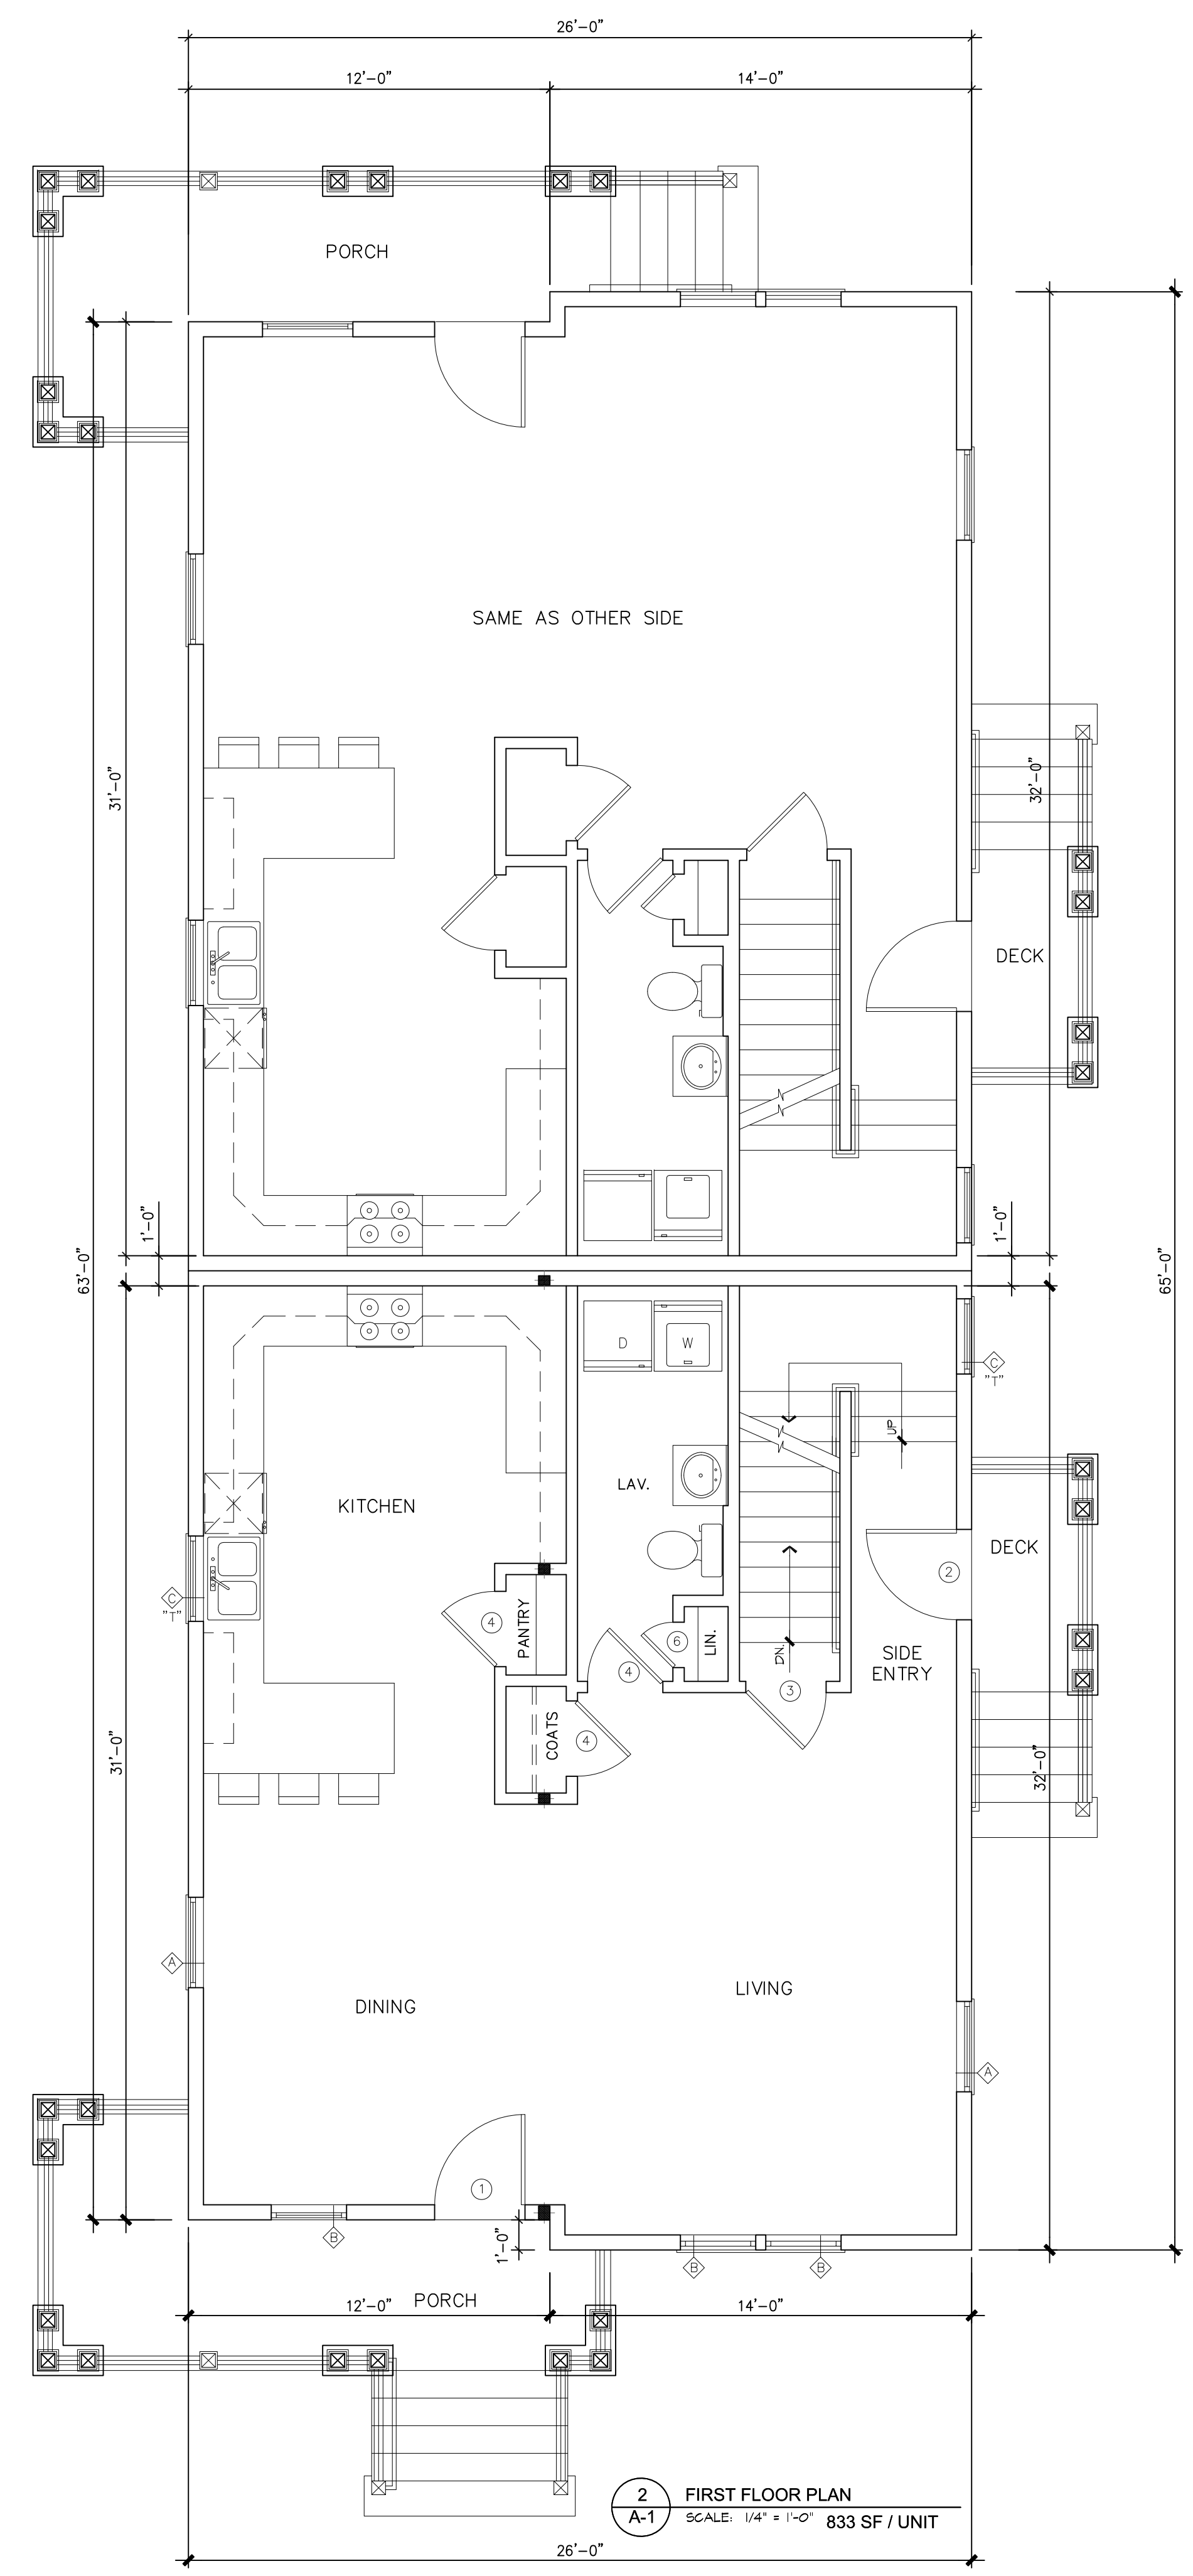 26'-0"
12'-0"
14'-0"
PORCH
SAME AS OTHER SIDE
31'-0"
32'-0"
DECK
1'-0"
1'-0"
63'-0"
65'-0"
D
W
C
"T"
UP
LAV.
KITCHEN
DECK
2
C
"T"
4
PANTRY
6
LIN.
4
DN.
3
SIDE
ENTRY
COATS
4
31'-0"
32'-0"
A
LIVING
DINING
A
1
1'-0"
B
B
B
PORCH
12'-0"
14'-0"
2
FIRST FLOOR PLAN
A-1
SCALE: 1/4" = 1'-0"
833 SF / UNIT
26'-0"